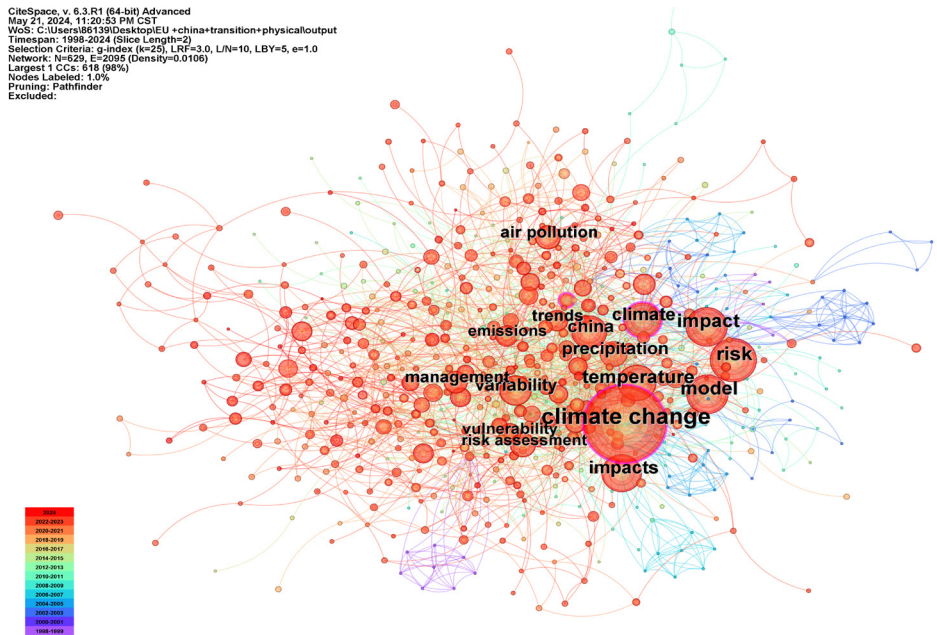 CiteSpace, v. 6.3.R1 (64-bit) Advanced
May 21, 2024, 11:20:53 PM CST
WoS: C:\Users\86139\Desktop\EU +china+transition+physical\output
Timespan: 1998-2024 (Slice Length=2)
Selection Criteria: g-index (k=25), LRF=3.0, L/N=10, LBY=5, e=1.0
Network: N=629, E=2095 (Density=0.0106)
Largest 1 CCs: 618 (98%)
Nodes Labeled: 1.0%
Pruning: Pathfinder
Excluded:
air pollution
trends
climate
emissions
china
impact
precipitation
risk
management
variability
temperature
model
climate change
vulnerability
risk assessment
impacts
2024
2022-2023
2020-2021
2018-2019
2016-2017
2014-2015
2012-2013
2010-2011
2008-2009
2006-2007
2004-2005
2002-2003
2000-2001
1998-1999